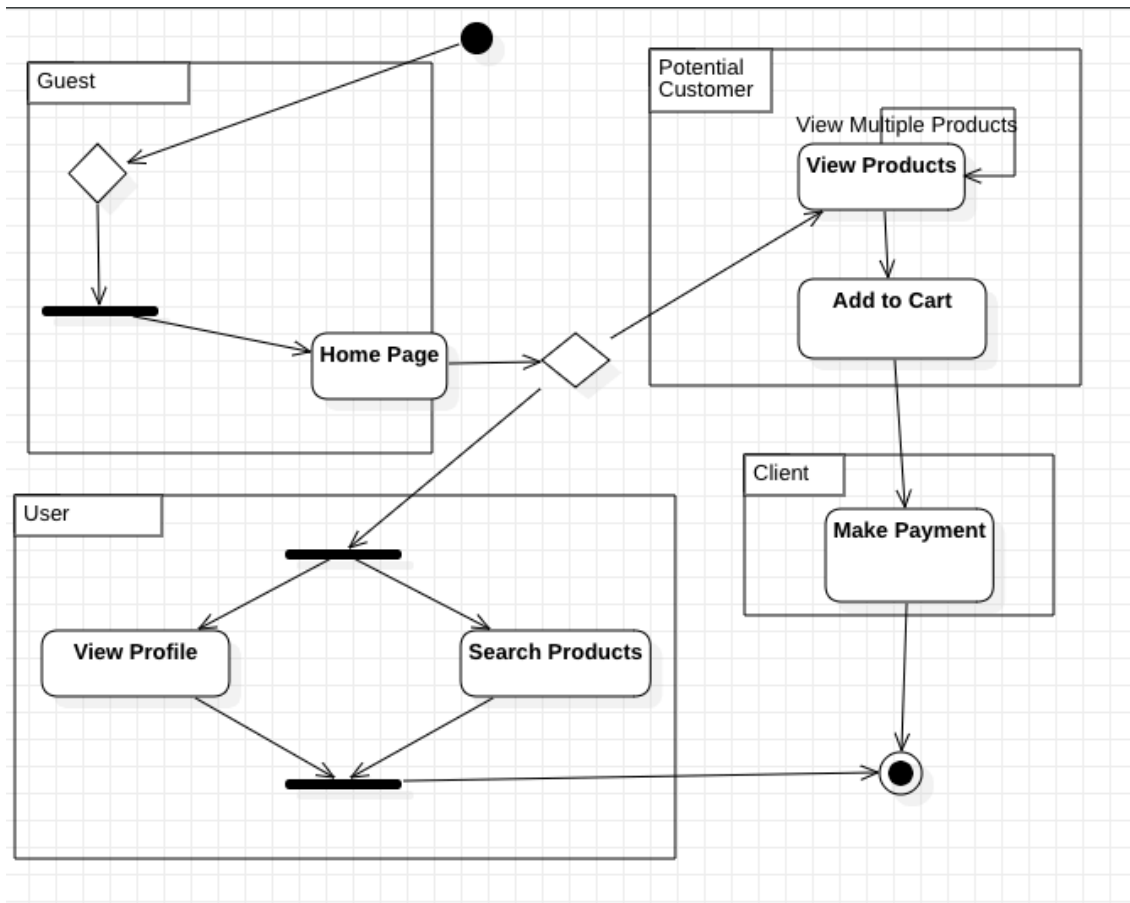 Guest
Home Page
Potential
Customer
View Multiple Products
View Products
Add to Cart
User
View Profile
Search Products
Client
Make Payment